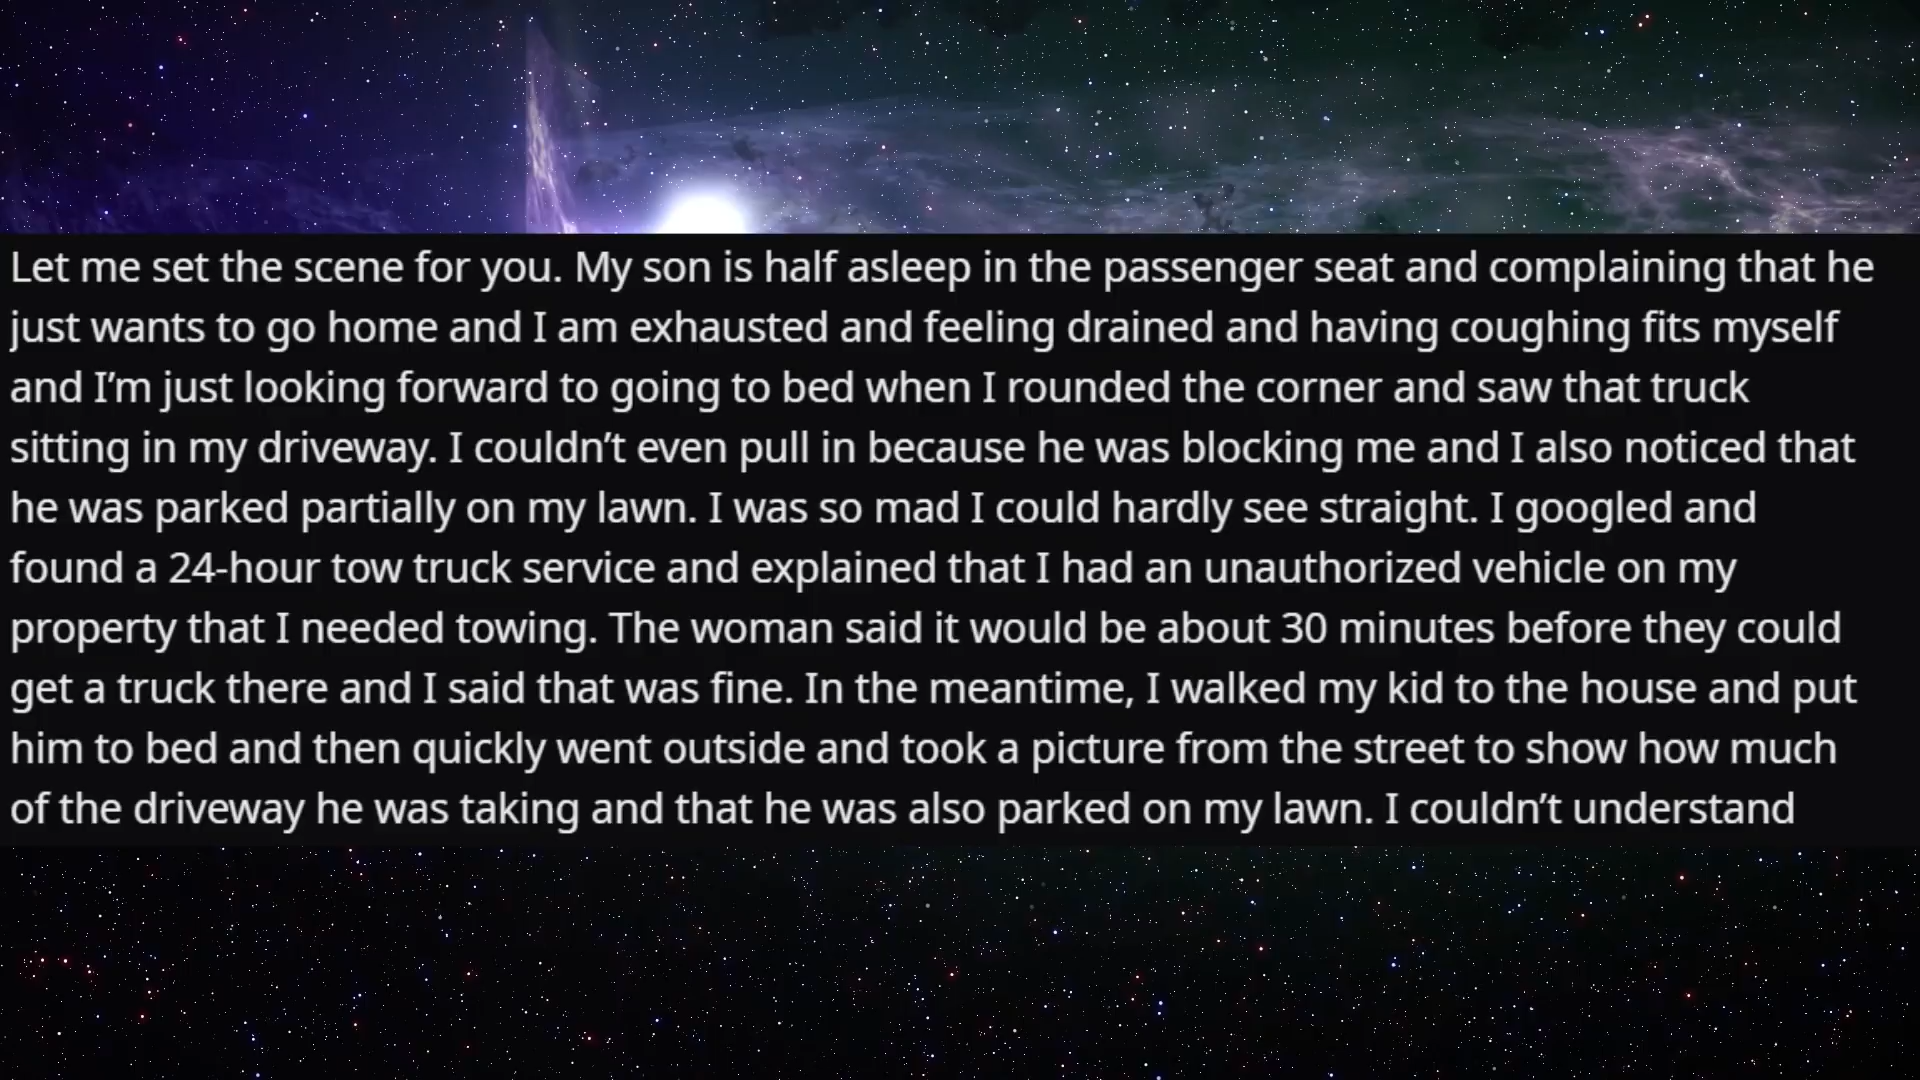 Let me set the scene for you. My son is half asleep in the passenger seat and complaining that he
just wants to go home and I am exhausted and feeling drained and having coughing fits myself
and I’m just looking forward to going to bed when I rounded the corner and saw that truck
sitting in my driveway. I couldn’t even pull in because he was blocking me and I also noticed that
he was parked partially on my lawn. I was so mad I could hardly see straight. I googled and
found a 24-hour tow truck service and explained that I had an unauthorized vehicle on my
property that I needed towing. The woman said it would be about 30 minutes before they could
get a truck there and I said that was fine. In the meantime, I walked my kid to the house and put
him to bed and then quickly went outside and took a picture from the street to show how much
of the driveway he was taking and that he was also parked on my lawn. I couldn’t understand